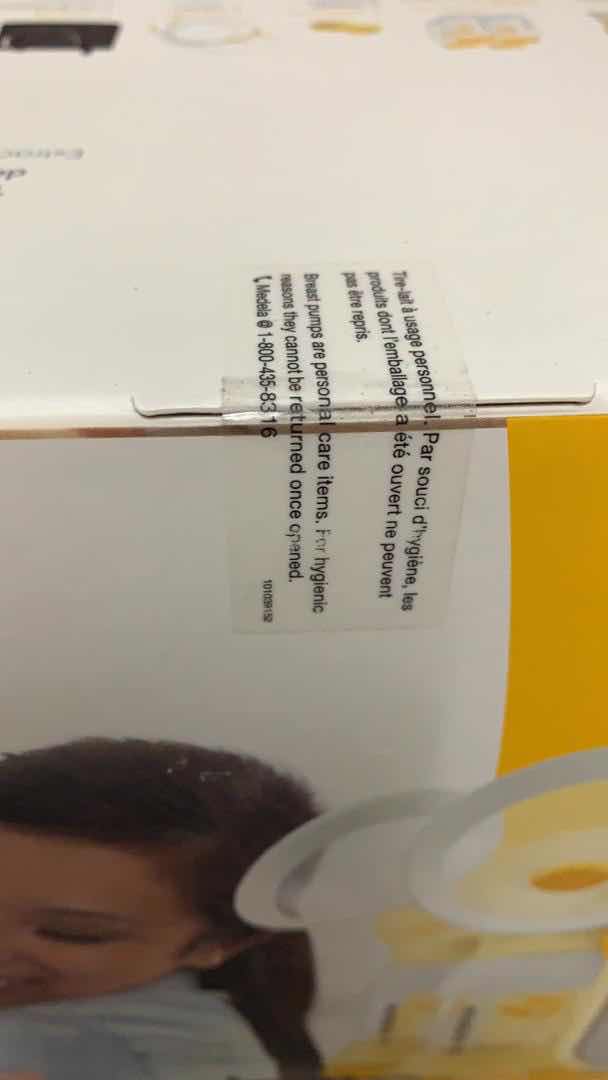 Tire-lait à usage personnel. Par souci d'hygiène, les
produits dont l'emballage a été ouvert ne peuvent
pas être repris.
Breast pumps are personal care items. For hygienic
reasons they cannot be returned once opened.
Medela @ 1-800-435-8316
101039152